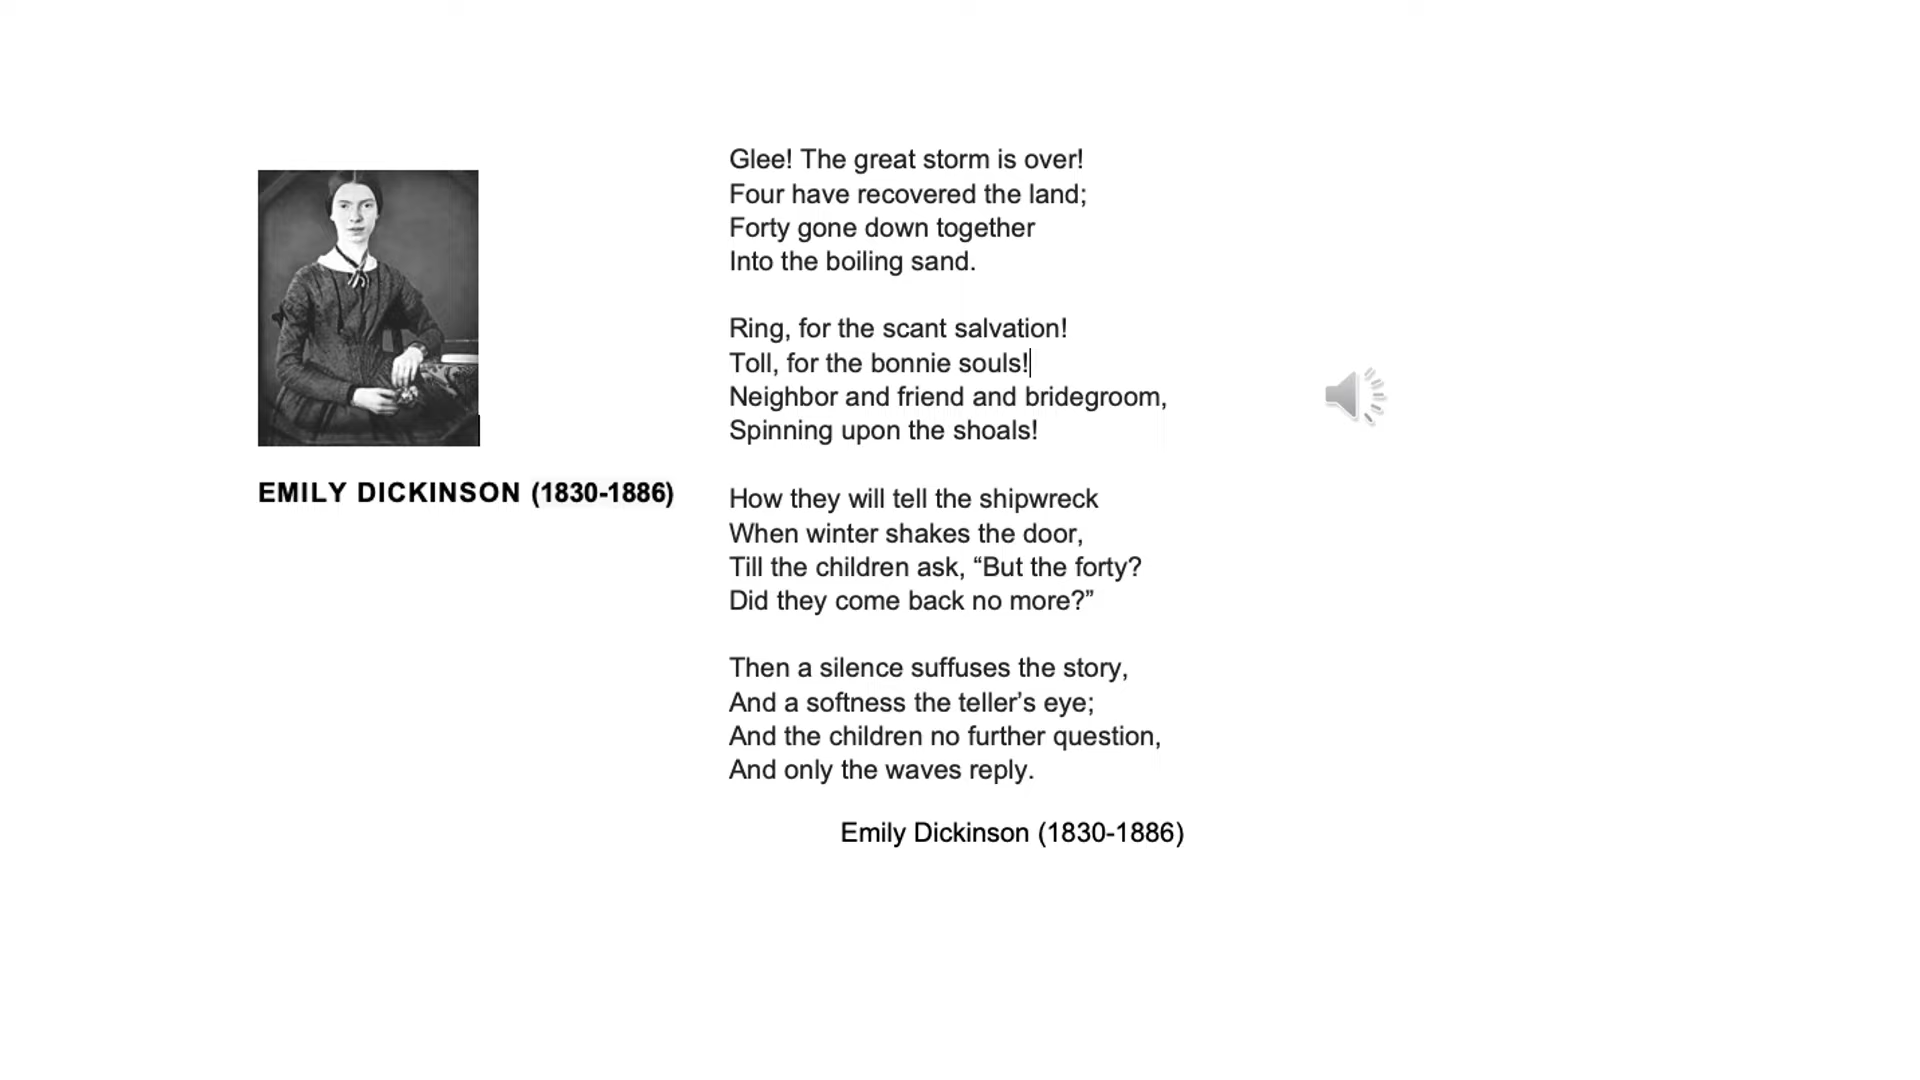 EMILY DICKINSON (1830-1886)
Glee! The great storm is over!
Four have recovered the land;
Forty gone down together
Into the boiling sand.
Ring, for the scant salvation!
Toll, for the bonnie souls!
Neighbor and friend and bridegroom,
Spinning upon the shoals!
How they will tell the shipwreck
When winter shakes the door,
Till the children ask, “But the forty?
Did they come back no more?”
Then a silence suffuses the story,
And a softness the teller’s eye;
And the children no further question,
And only the waves reply.
Emily Dickinson (1830-1886)